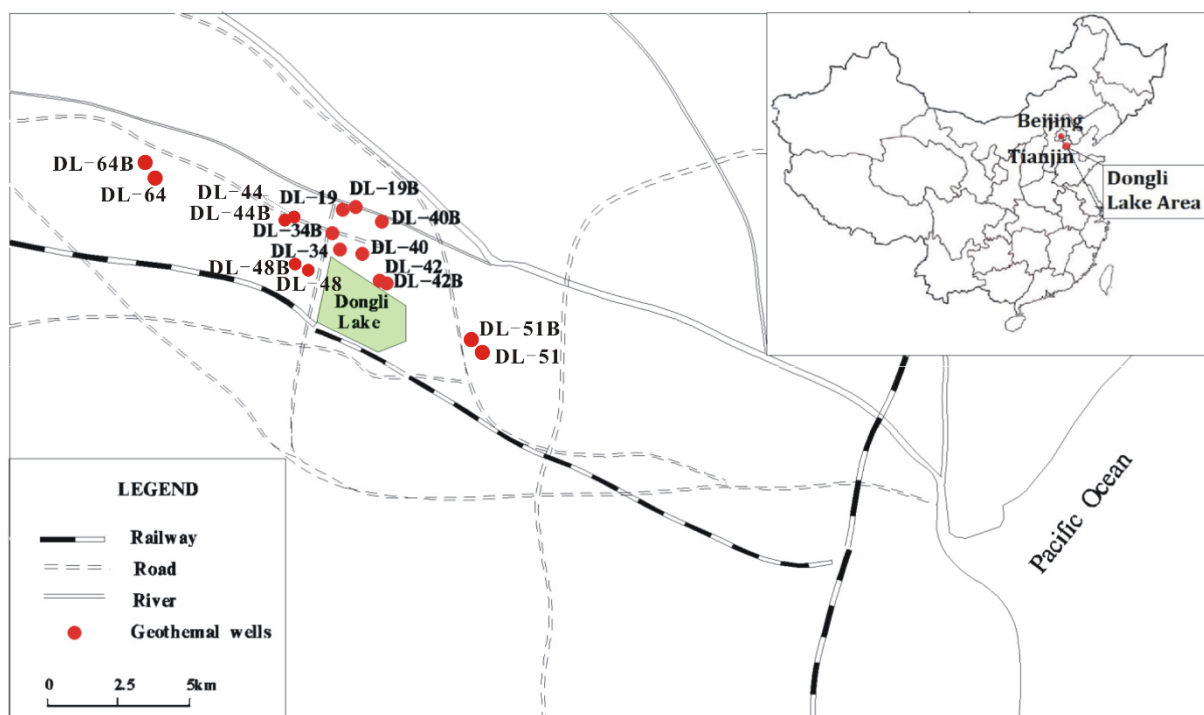 Beijing
Tianjin
Dongli
Lake Area
DL-64B
DL-64
DL-44
DL-44B
DL-19
DL-19B
DL-40B
DL-34B
DL-34
DL-40
DL-48B
DL-48
DL-42
DL-42B
Dongli
Lake
DL-51B
DL-51
Pacific Ocean
LEGEND
Railway
Road
River
Geothemal wells
0 2.5 5km